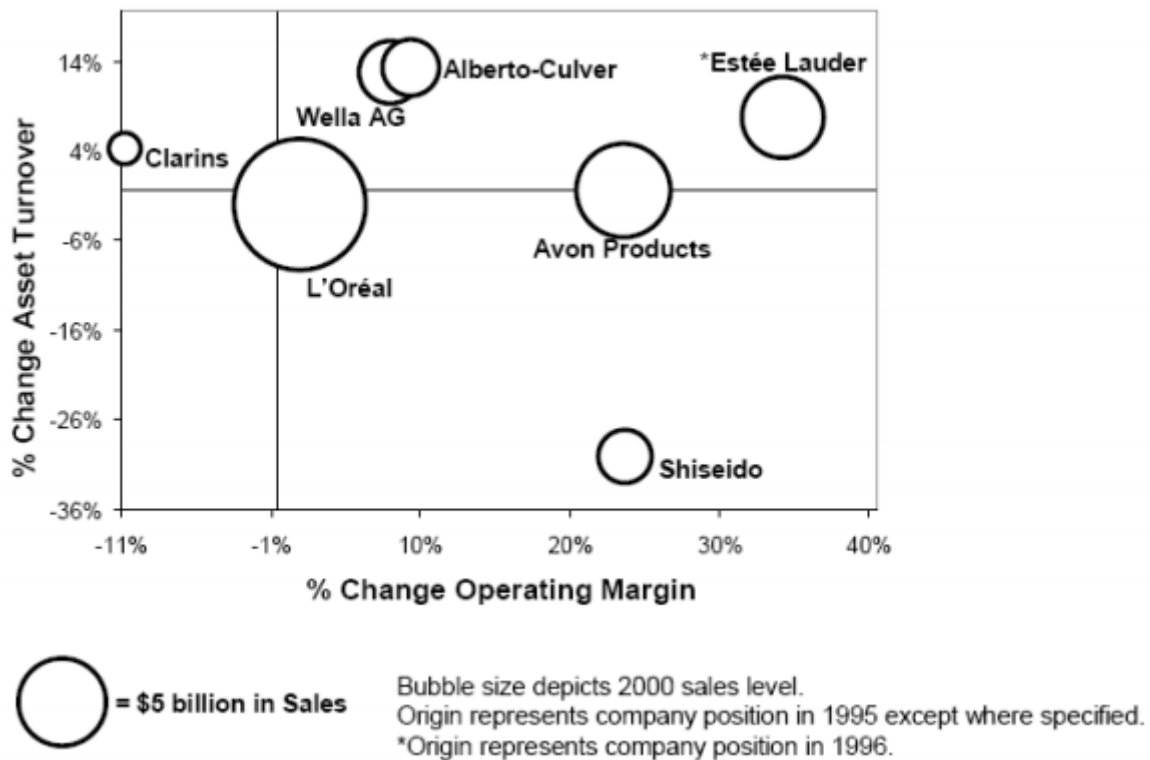 14%
*Estée Lauder
Alberto-Culver
Wella AG
4%
Clarins
-6%
Avon Products
L'Oréal
-16%
-26%
Shiseido
-36%
% Change Asset Turnover
-11%
-1%
10%
20%
30%
40%
% Change Operating Margin
= $5 billion in Sales
Bubble size depicts 2000 sales level.
Origin represents company position in 1995 except where specified.
*Origin represents company position in 1996.